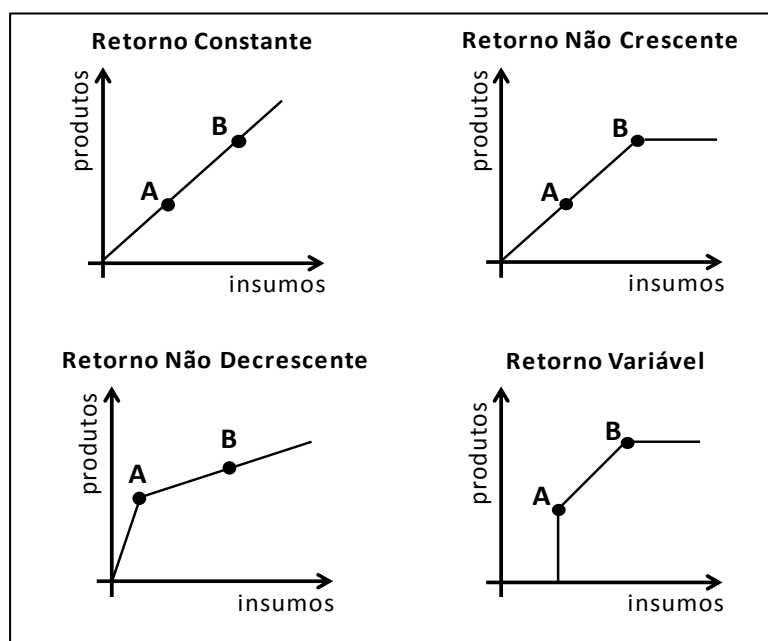 Retorno Constante
produtos
A
B
insumos
Retorno Não Crescente
produtos
A
B
insumos
Retorno Não Decrescente
produtos
A
B
insumos
Retorno Variável
produtos
A
B
insumos